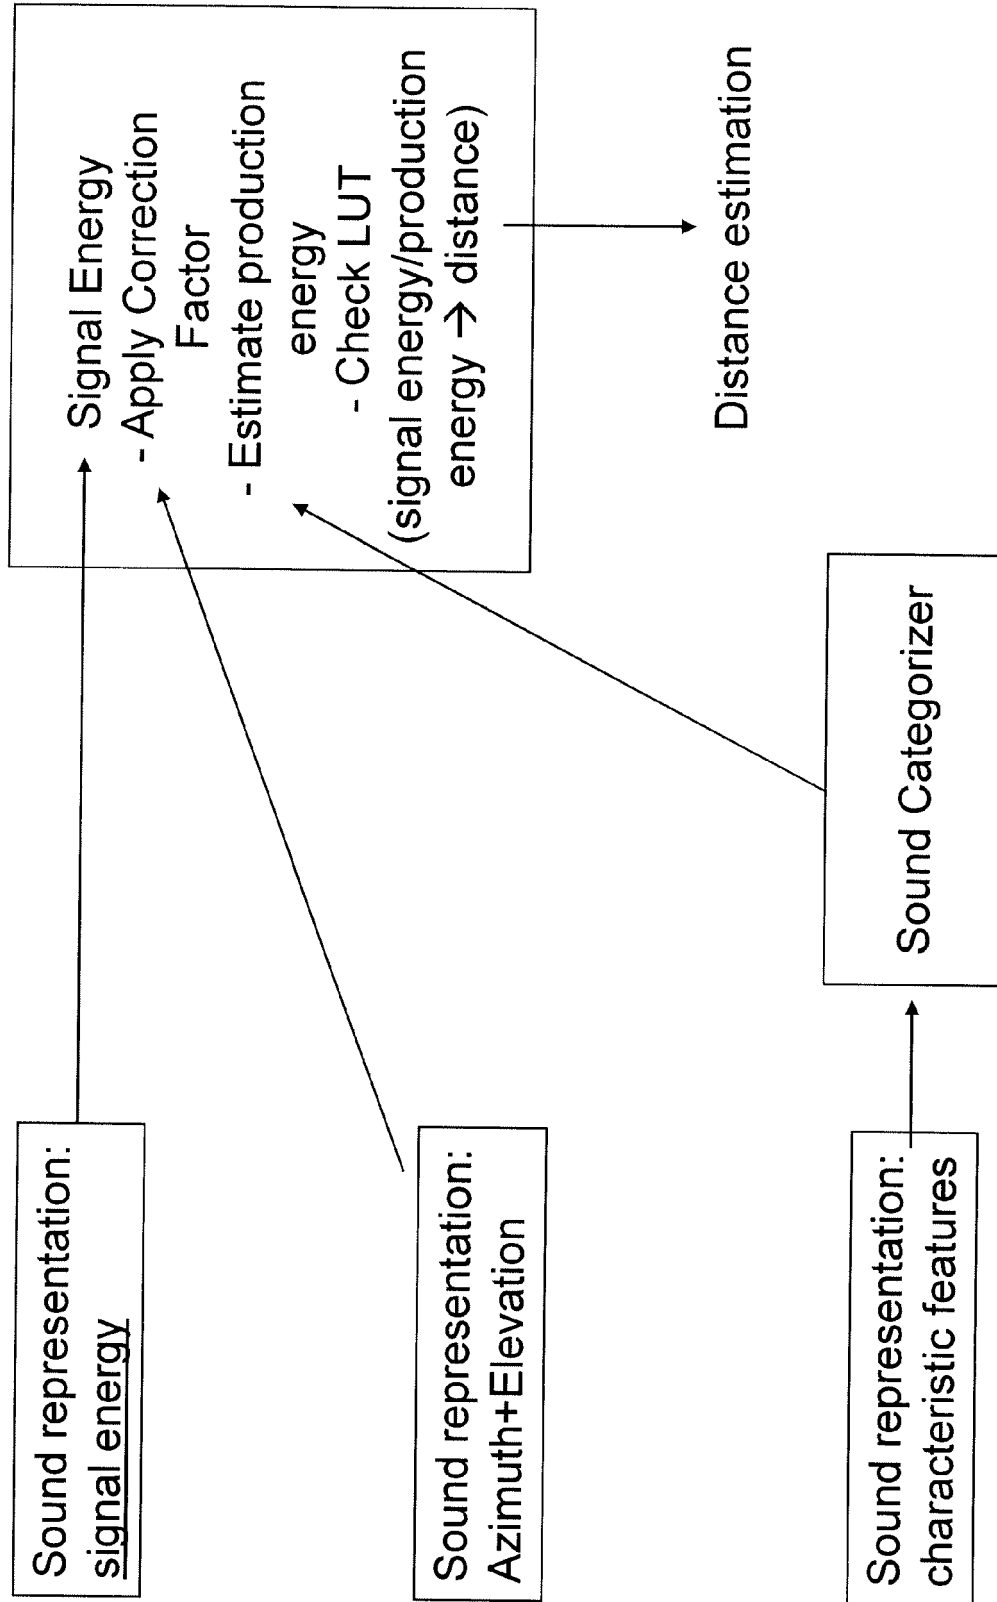 Sound representation:
signal energy
Sound representation:
Azimuth+Elevation
Sound representation:
characteristic features
Sound Categorizer
Signal Energy
- Apply Correction
Factor
- Estimate production
energy
- Check LUT
(signal energy/production
energy → distance)
Distance estimation